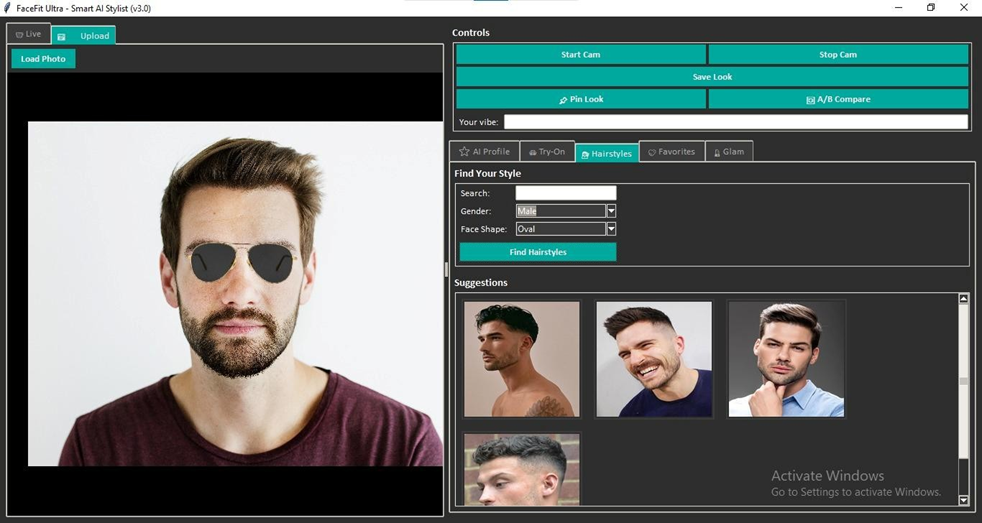 FaceFit Ultra - Smart AI Stylist (v3.0)
Live
Upload
Load Photo
Controls
Start Cam
Stop Cam
Save Look
Pin Look
A/B Compare
Your vibe:
AI Profile
Try-On
Hairstyles
Favorites
Glam
Find Your Style
Search:
Gender:
Male
Face Shape:
Oval
Find Hairstyles
Suggestions
Activate Windows
Go to Settings to activate Windows.